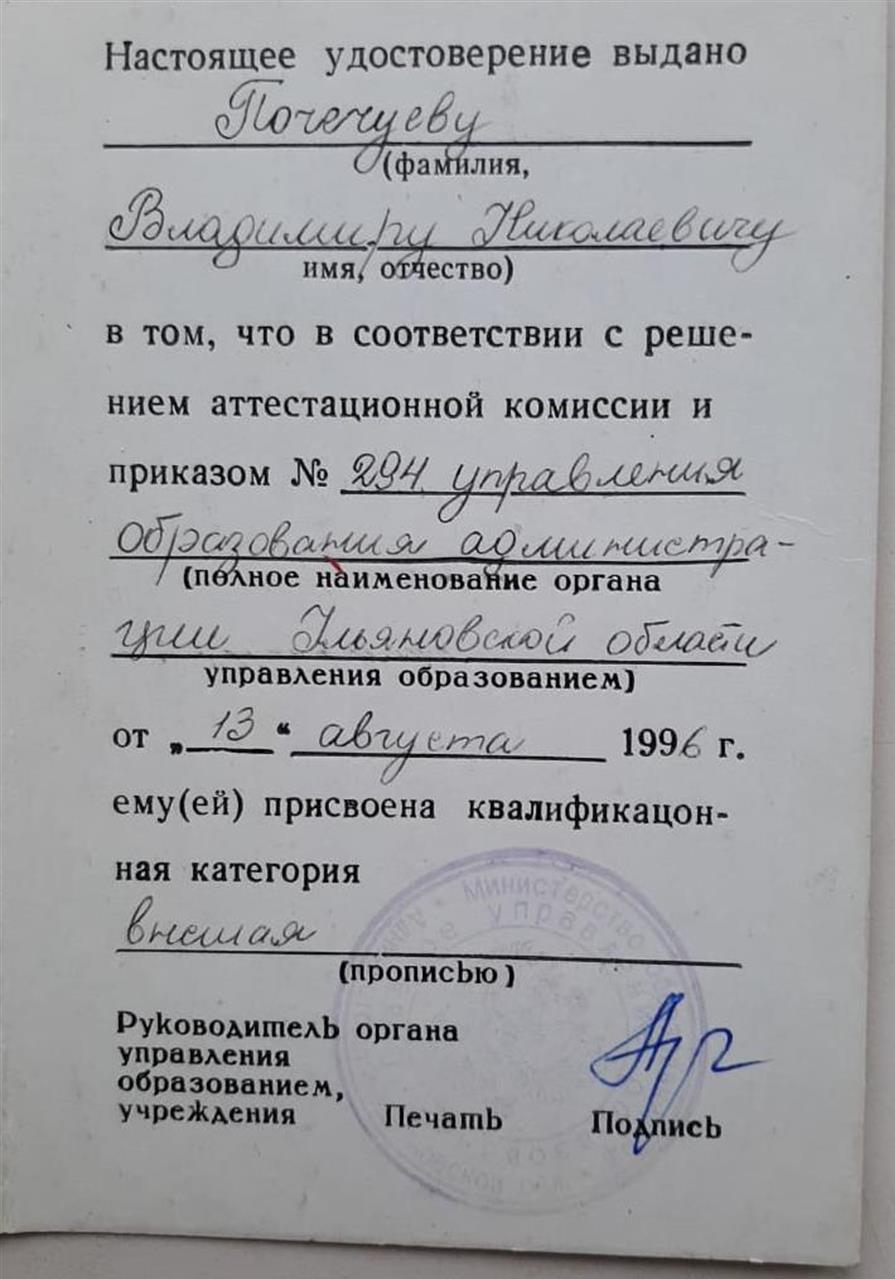 Настоящее удостоверение выдано
Почечуеву
(фамилия,
Владимиру Николаевичу
имя, отчество)
в том, что в соответствии с реше-
нием аттестационной комиссии и
приказом № 294 управления
образования администра-
(полное наименование органа
ции Ульяновской области
управления образованием)
от „13“ августа 1996 г.
ему(ей) присвоена квалификацон-
ная категория
высшая
(прописью)
Руководитель органа
управления
образованием,
учреждения Печать Подпись
Министерство